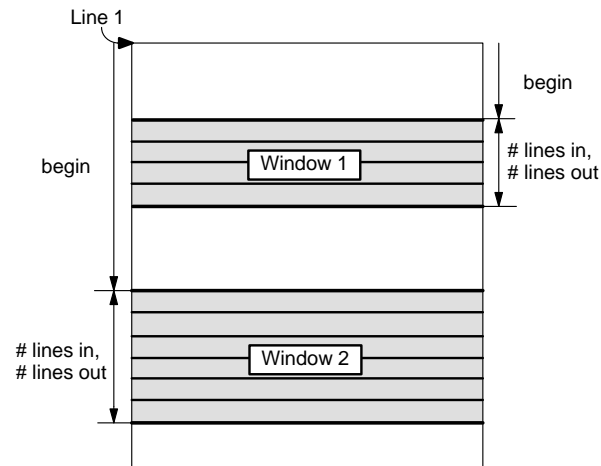 Line 1
begin
begin
# lines in,
# lines out
Window 1
# lines in,
# lines out
Window 2